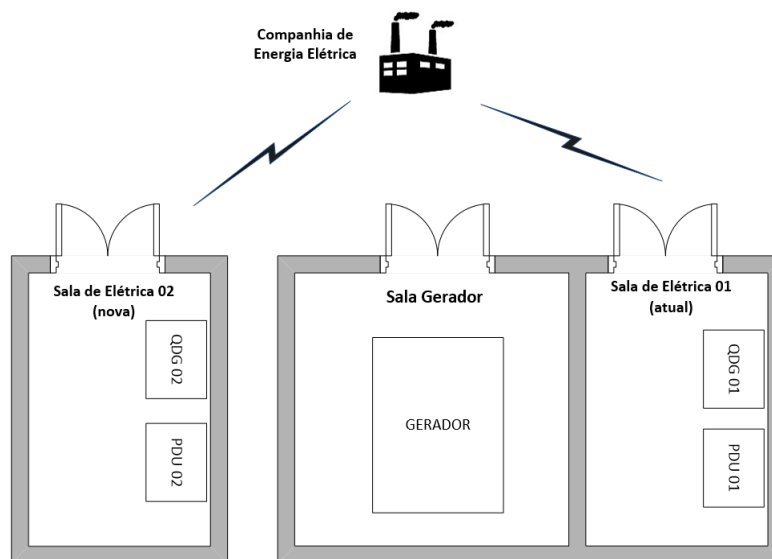 Companhia de
Energia Elétrica
Sala de Elétrica 02
(nova)
QDG 02
PDU 02
Sala Gerador
GERADOR
Sala de Elétrica 01
(atual)
QDG 01
PDU 01